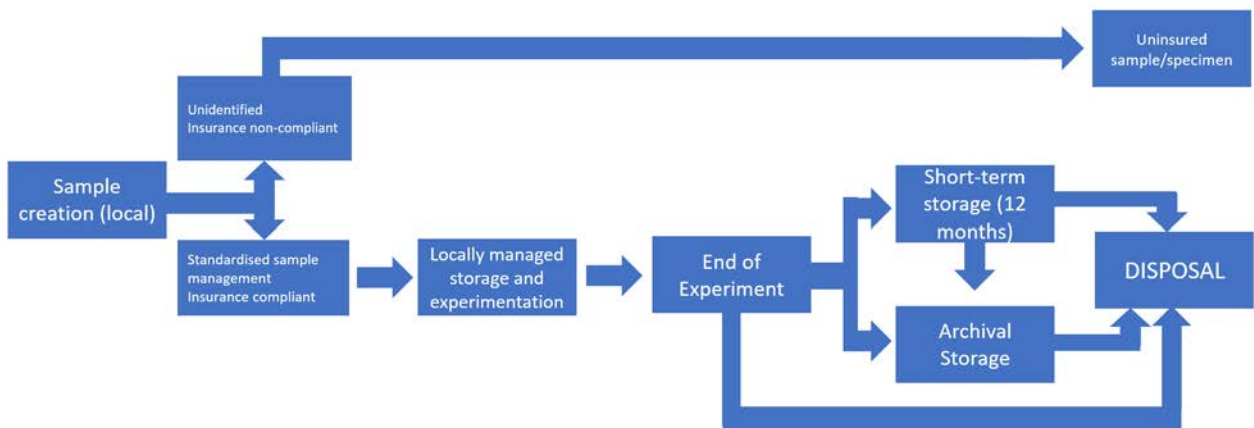 Uninsured
sample/specimen
Unidentified
Insurance non-compliant
Sample
creation (local)
Standardised sample
management
Insurance compliant
Locally managed
storage and
experimentation
End of
Experiment
Short-term
storage (12
months)
Archival
Storage
DISPOSAL